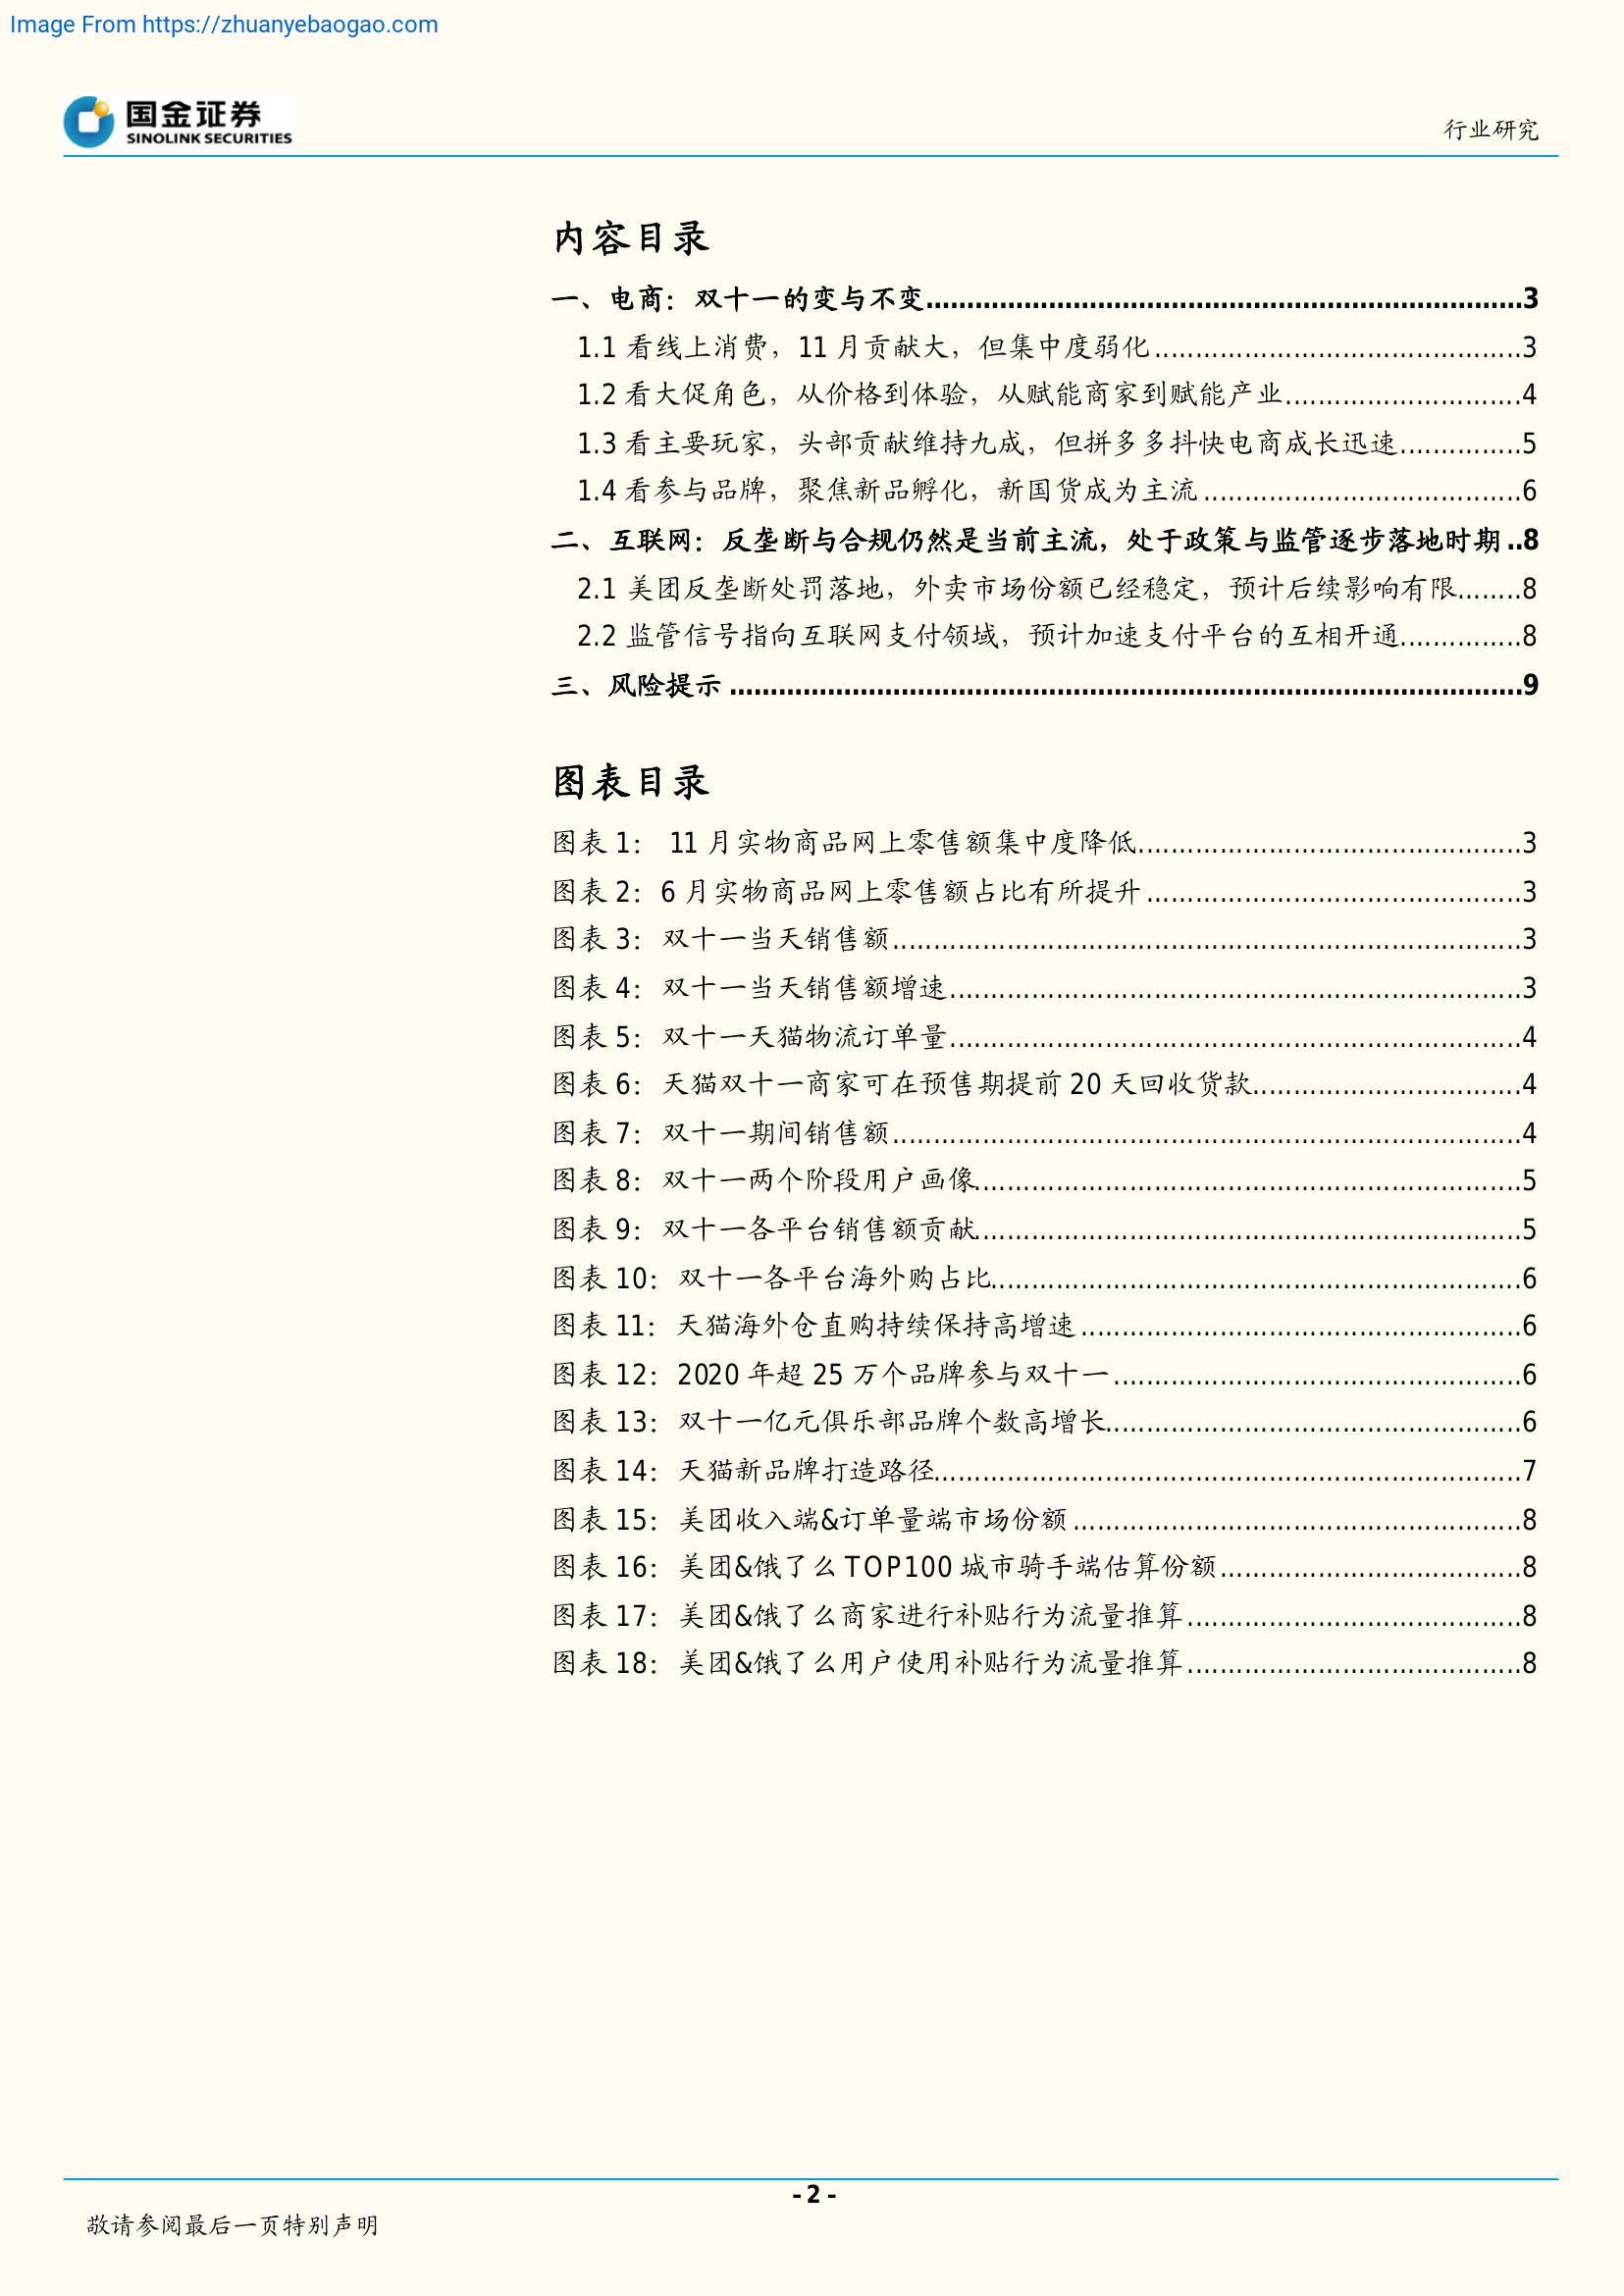 Image From https://zhuanyebaogao.com
国金证券
SINOLINK SECURITIES
行业研究
内容目录
一、电商：双十一的变与不变........................................................................3
1.1 看线上消费，11 月贡献大，但集中度弱化............................................3
1.2 看大促角色，从价格到体验，从赋能商家到赋能产业............................4
1.3 看主要玩家，头部贡献维持九成，但拼多多抖快电商成长迅速..............5
1.4 看参与品牌，聚焦新品孵化，新国货成为主流......................................6
二、互联网：反垄断与合规仍然是当前主流，处于政策与监管逐步落地时期..8
2.1 美团反垄断处罚落地，外卖市场份额已经稳定，预计后续影响有限........8
2.2 监管信号指向互联网支付领域，预计加速支付平台的互相开通..............8
三、风险提示................................................................................................9
图表目录
图表 1： 11 月实物商品网上零售额集中度降低..............................................3
图表 2：6 月实物商品网上零售额占比有所提升.............................................3
图表 3：双十一当天销售额............................................................................3
图表 4：双十一当天销售额增速.....................................................................3
图表 5：双十一天猫物流订单量.....................................................................4
图表 6：天猫双十一商家可在预售期提前 20 天回收货款................................4
图表 7：双十一期间销售额............................................................................4
图表 8：双十一两个阶段用户画像..................................................................5
图表 9：双十一各平台销售额贡献..................................................................5
图表 10：双十一各平台海外购占比................................................................6
图表 11：天猫海外仓直购持续保持高增速.....................................................6
图表 12：2020 年超 25 万个品牌参与双十一.................................................6
图表 13：双十一亿元俱乐部品牌个数高增长..................................................6
图表 14：天猫新品牌打造路径.......................................................................7
图表 15：美团收入端&订单量端市场份额......................................................8
图表 16：美团&饿了么 TOP100 城市骑手端估算份额....................................8
图表 17：美团&饿了么商家进行补贴行为流量推算........................................8
图表 18：美团&饿了么用户使用补贴行为流量推算........................................8
- 2 -
敬请参阅最后一页特别声明